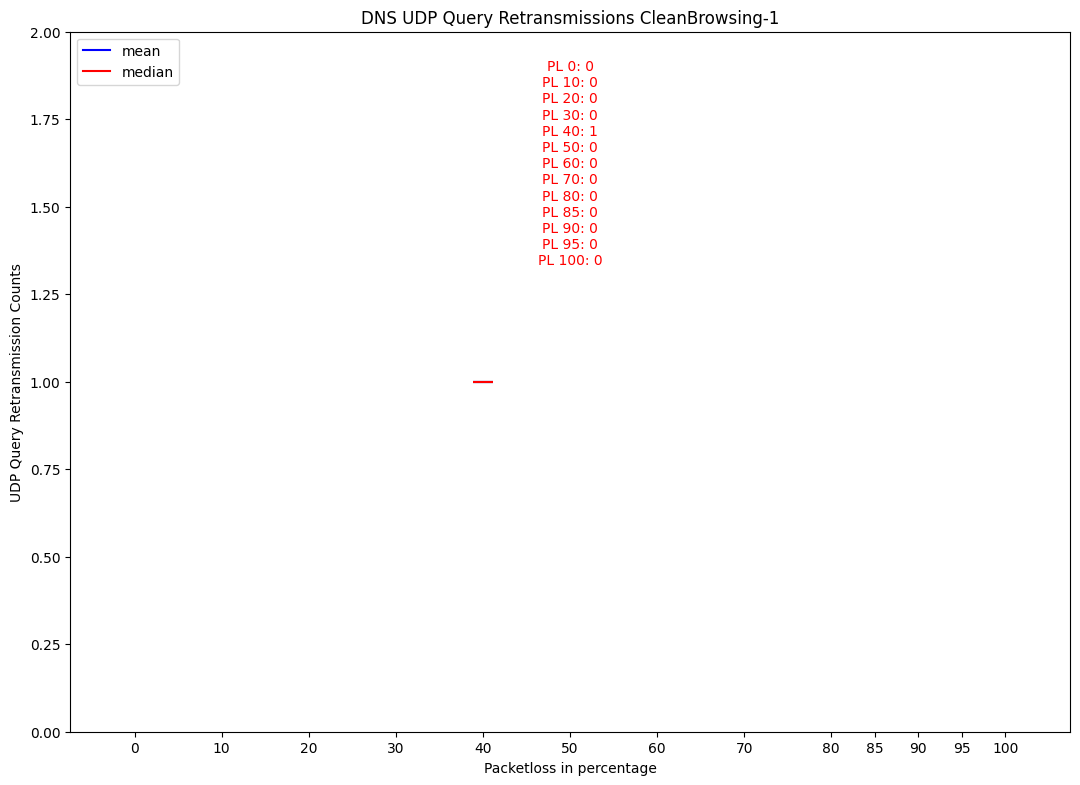 DNS UDP Query Retransmissions CleanBrowsing-1
mean
median
PL 0: 0
PL 10: 0
PL 20: 0
PL 30: 0
PL 40: 1
PL 50: 0
PL 60: 0
PL 70: 0
PL 80: 0
PL 85: 0
PL 90: 0
PL 95: 0
PL 100: 0
UDP Query Retransmission Counts
2.00
1.75
1.50
1.25
1.00
0.75
0.50
0.25
0.00
0 10 20 30 40 50 60 70 80 85 90 95 100
Packetloss in percentage